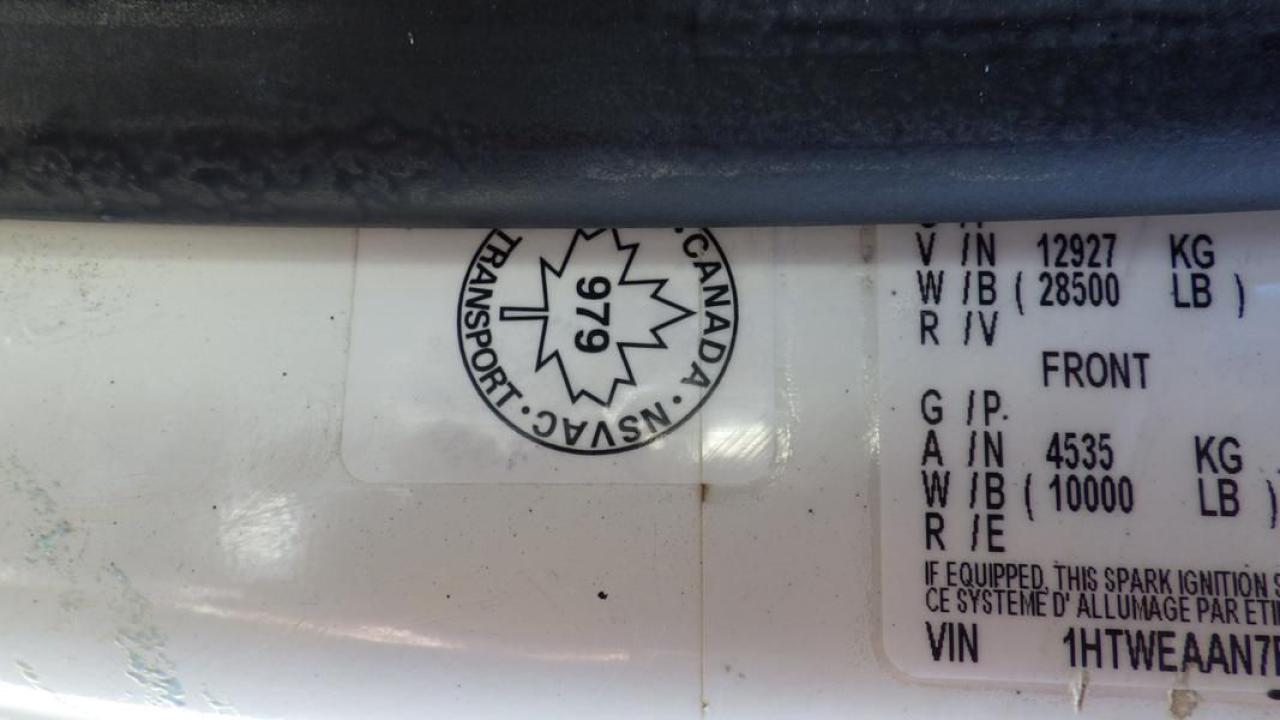 TRANSPORT • NSVAC • CANADA •
979
V /N 12927 KG
W /B ( 28500 LB )
R /V
FRONT
G /P.
A /N 4535 KG
W /B ( 10000 LB )
R /E
IF EQUIPPED, THIS SPARK IGNITION
CE SYSTEME D' ALLUMAGE PAR
VIN 1HTWEAAN7